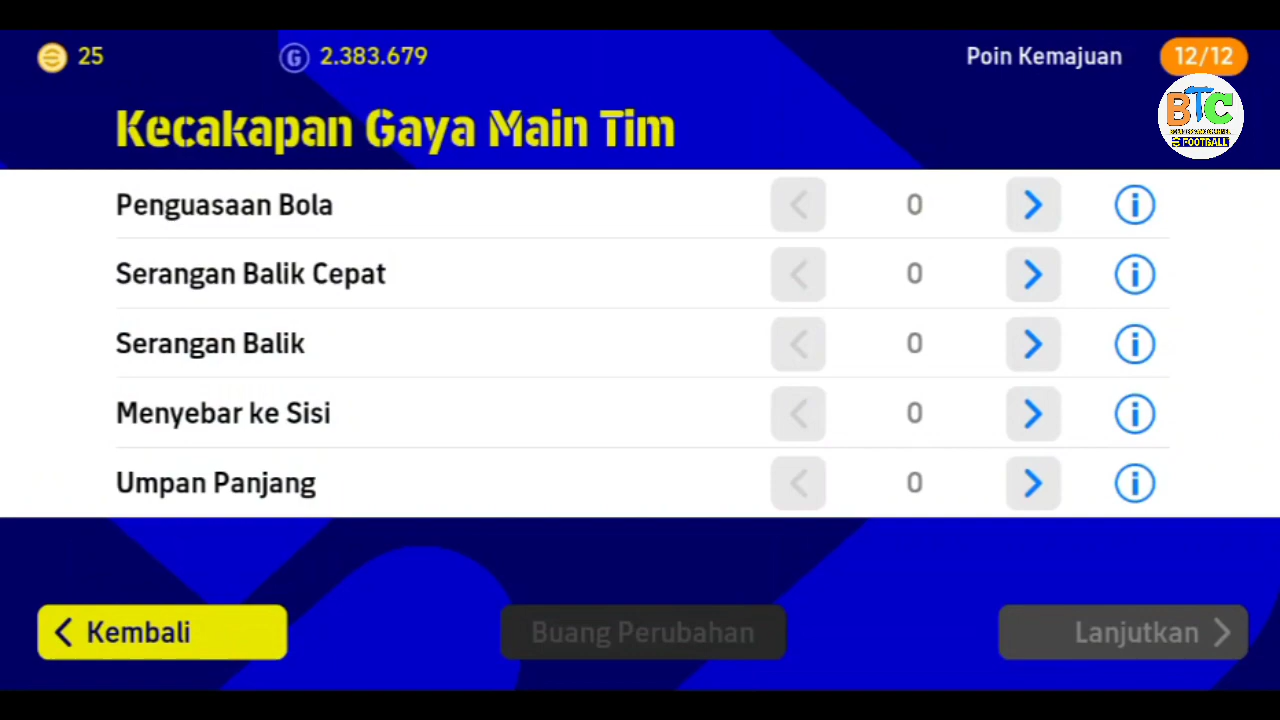 25
G 2.383.679
Poin Kemajuan 12/12
Kecakapan Gaya Main Tim
BTC
FOOTBALL
Penguasaan Bola 0
Serangan Balik Cepat 0
Serangan Balik 0
Menyebar ke Sisi 0
Umpan Panjang 0
Kembali
Buang Perubahan
Lanjutkan